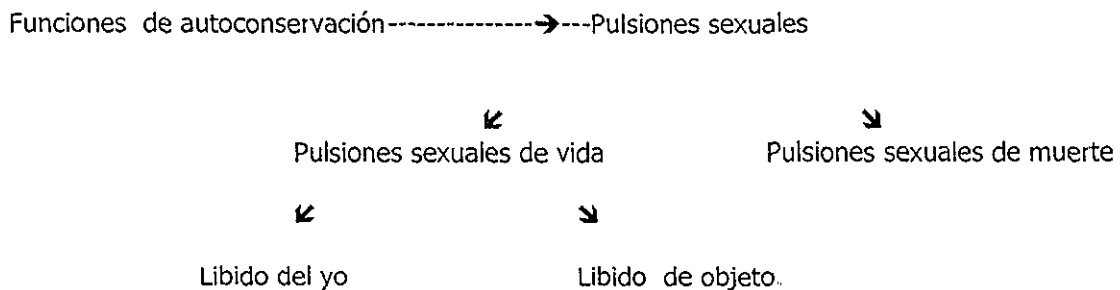 Funciones de autoconservación----------------➔---Pulsiones sexuales
Pulsiones sexuales de vida Pulsiones sexuales de muerte
Libido del yo Libido de objeto.